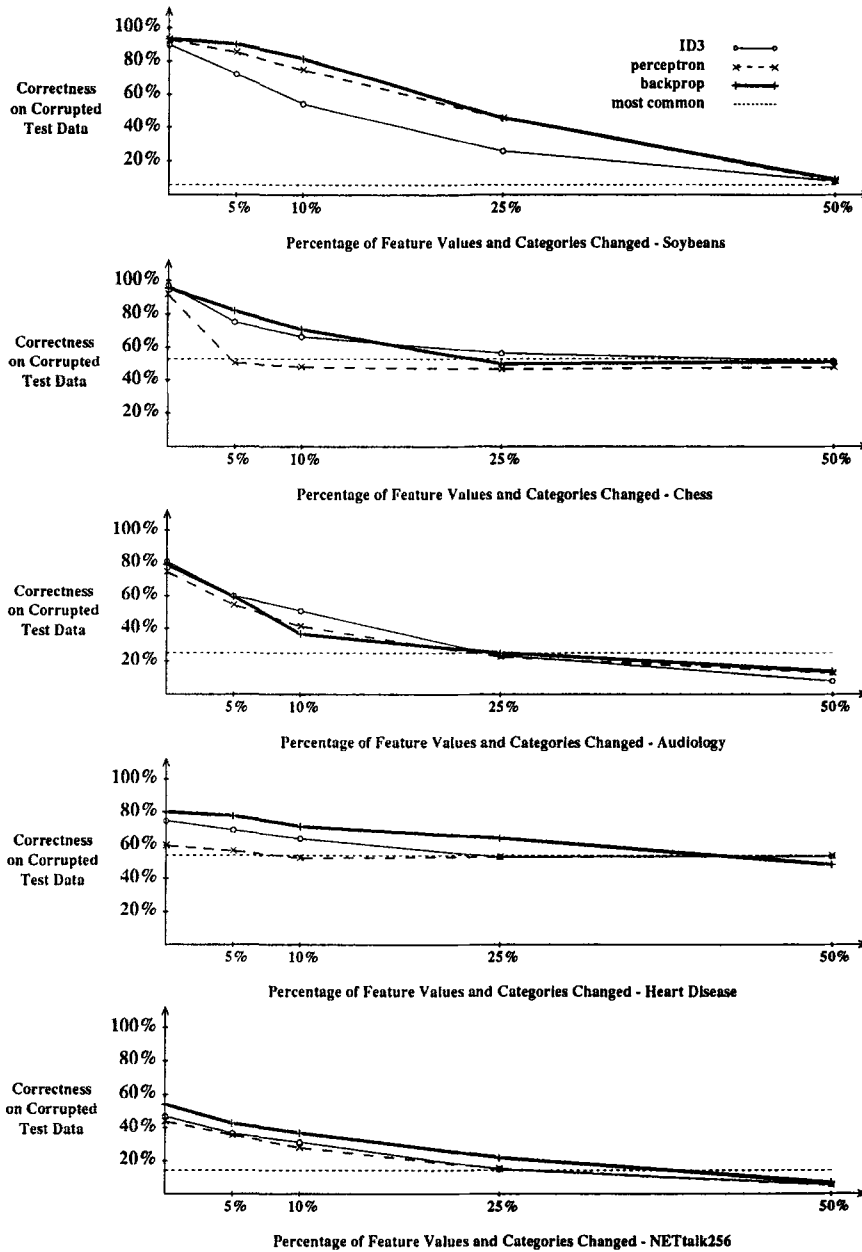 100%
80%
60%
40%
20%
Correctness
on Corrupted
Test Data
ID3
perceptron
backprop
most common
5% 10% 25% 50%
Percentage of Feature Values and Categories Changed - Soybeans
100%
80%
60%
40%
20%
Correctness
on Corrupted
Test Data
5% 10% 25% 50%
Percentage of Feature Values and Categories Changed - Chess
100%
80%
60%
40%
20%
Correctness
on Corrupted
Test Data
5% 10% 25% 50%
Percentage of Feature Values and Categories Changed - Audiology
100%
80%
60%
40%
20%
Correctness
on Corrupted
Test Data
5% 10% 25% 50%
Percentage of Feature Values and Categories Changed - Heart Disease
100%
80%
60%
40%
20%
Correctness
on Corrupted
Test Data
5% 10% 25% 50%
Percentage of Feature Values and Categories Changed - NETtalk256